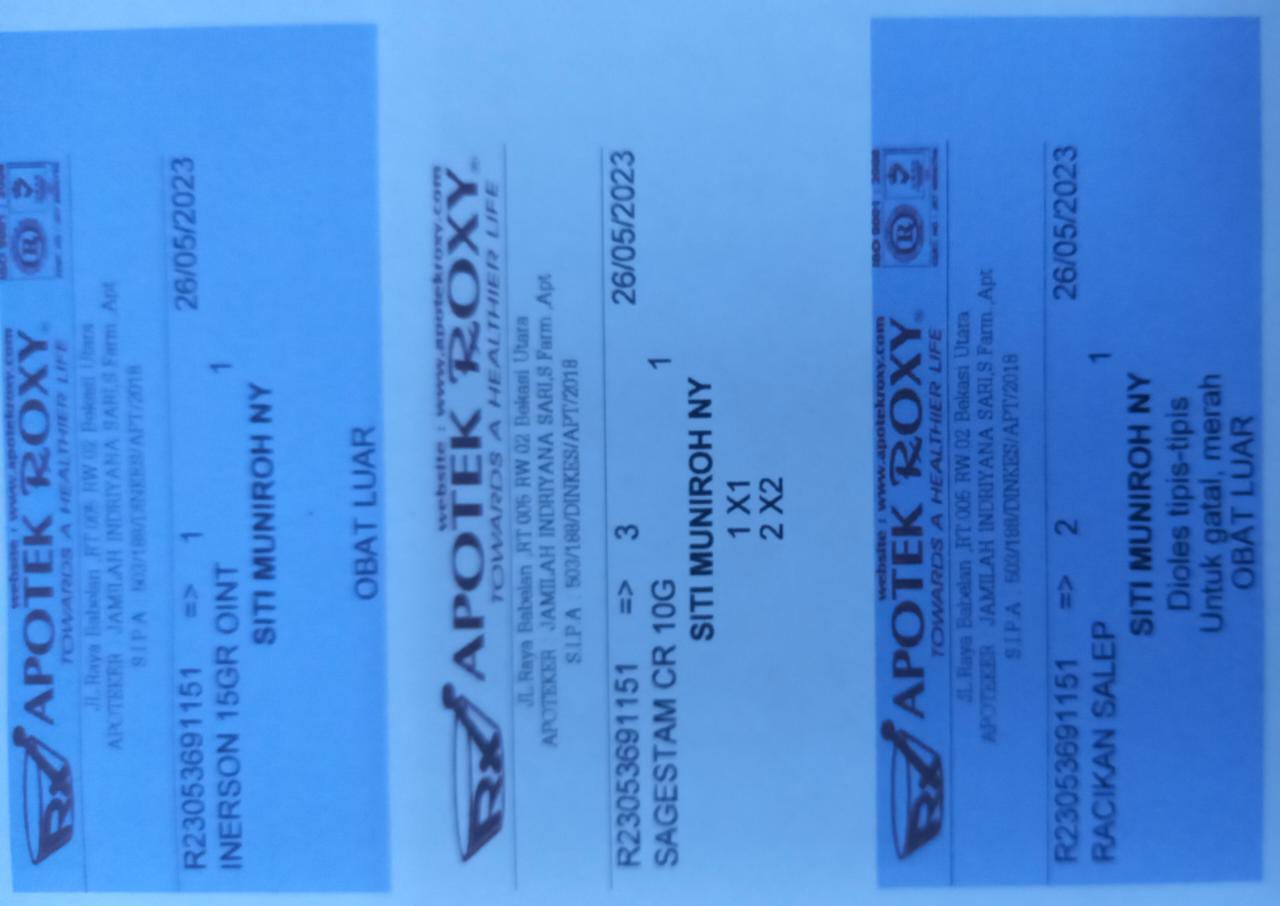 website : www.apotekroxy.com
Rx APOTEK ROXY
TOWARDS A HEALTHIER LIFE
JL.Raya Babelan ,RT 005 RW 02 Bekasi Utara
APOTEKER JAMILAH INDRIYANA SARI,S Farm ,Apt
S.I.P.A : 503/188/DINKES/APT/2018
R2305369 1151 => 1 26/05/2023
INERSON 15GR OINT 1
SITI MUNIROH NY
OBAT LUAR
website : www.apotekroxy.com
Rx APOTEK ROXY
TOWARDS A HEALTHIER LIFE
JL.Raya Babelan ,RT 005 RW 02 Bekasi Utara
APOTEKER JAMILAH INDRIYANA SARI,S Farm ,Apt
S.I.P.A : 503/188/DINKES/APT/2018
R23053691151 => 3 26/05/2023
SAGESTAM CR 10G 1
SITI MUNIROH NY
1 X1
2 X2
website : www.apotekroxy.com
Rx APOTEK ROXY
TOWARDS A HEALTHIER LIFE
JL.Raya Babelan ,RT 005 RW 02 Bekasi Utara
APOTEKER JAMILAH INDRIYANA SARI,S Farm ,Apt
S.I.P.A : 503/188/DINKES/APT/2018
R23053691151 => 2 26/05/2023
RACIKAN SALEP 1
SITI MUNIROH NY
Dioles tipis-tipis
Untuk gatal, merah
OBAT LUAR